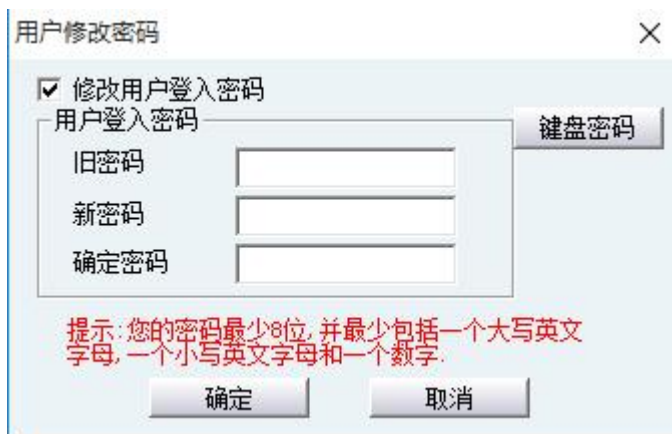 用户修改密码
修改用户登入密码
用户登入密码
键盘密码
旧密码
新密码
确定密码
提示:您的密码最少8位,并最少包括一个大写英文
字母,一个小写英文字母和一个数字.
确定
取消